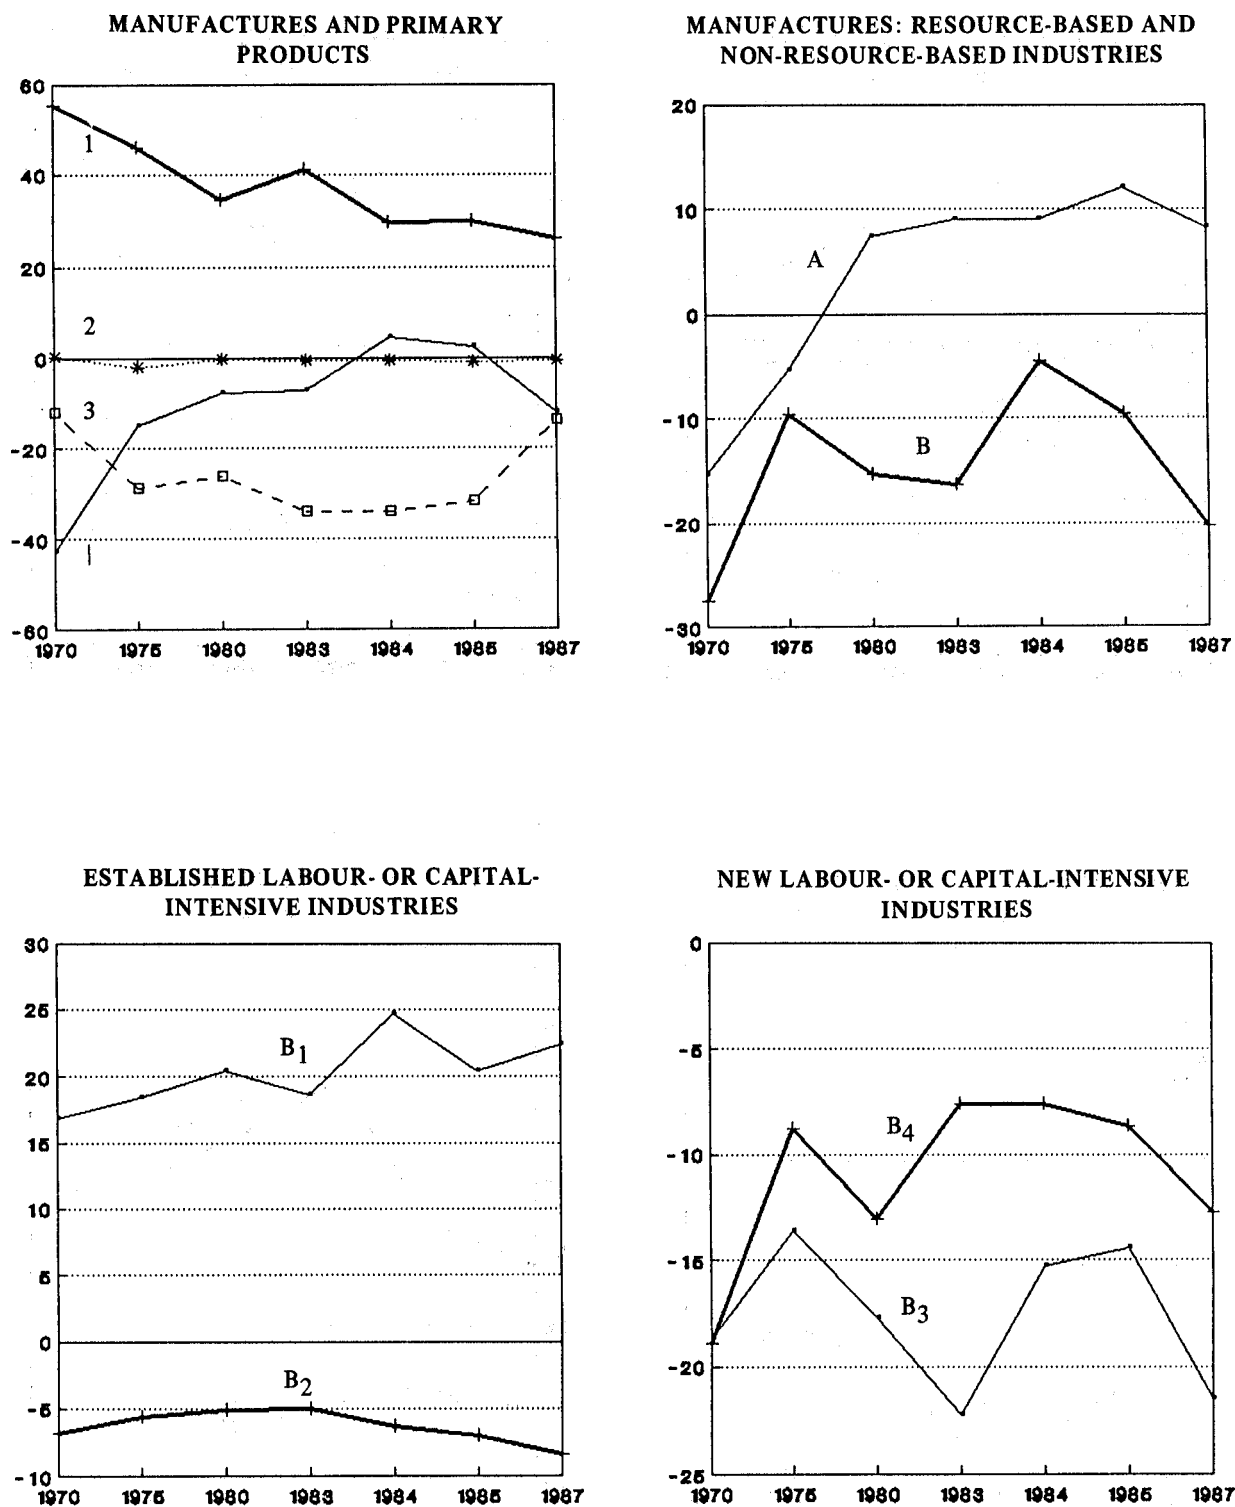 MANUFACTURES AND PRIMARY
PRODUCTS
60
40
20
0
-20
-40
-60
1
2
3
1970 1975 1980 1983 1984 1985 1987
MANUFACTURES: RESOURCE-BASED AND
NON-RESOURCE-BASED INDUSTRIES
20
10
0
-10
-20
-30
A
B
1970 1975 1980 1983 1984 1985 1987
ESTABLISHED LABOUR- OR CAPITAL-
INTENSIVE INDUSTRIES
30
25
20
15
10
5
0
-5
-10
B1
B2
1970 1975 1980 1983 1984 1985 1987
NEW LABOUR- OR CAPITAL-INTENSIVE
INDUSTRIES
0
-5
-10
-15
-20
-25
B4
B3
1970 1975 1980 1983 1984 1985 1987